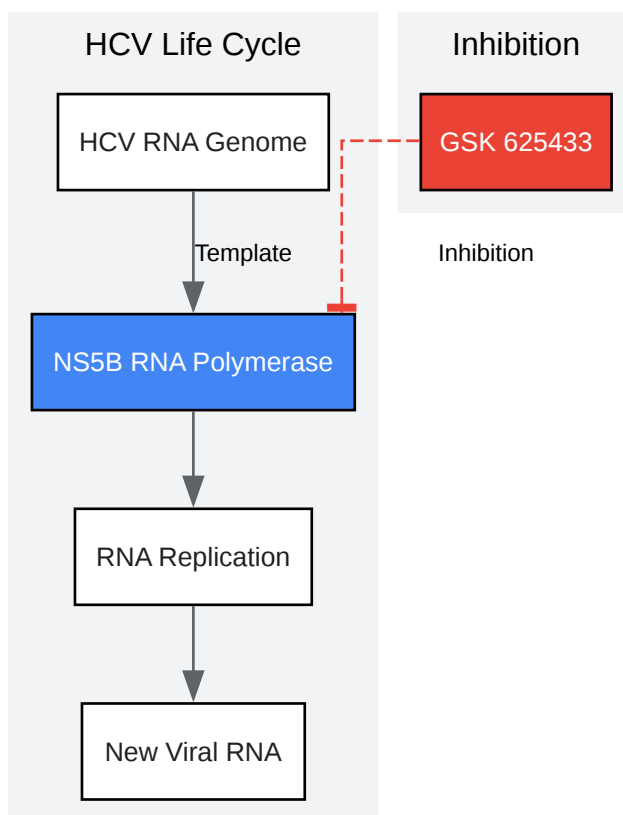 HCV Life Cycle
Inhibition
HCV RNA Genome
GSK 625433
Template
Inhibition
NS5B RNA Polymerase
RNA Replication
New Viral RNA